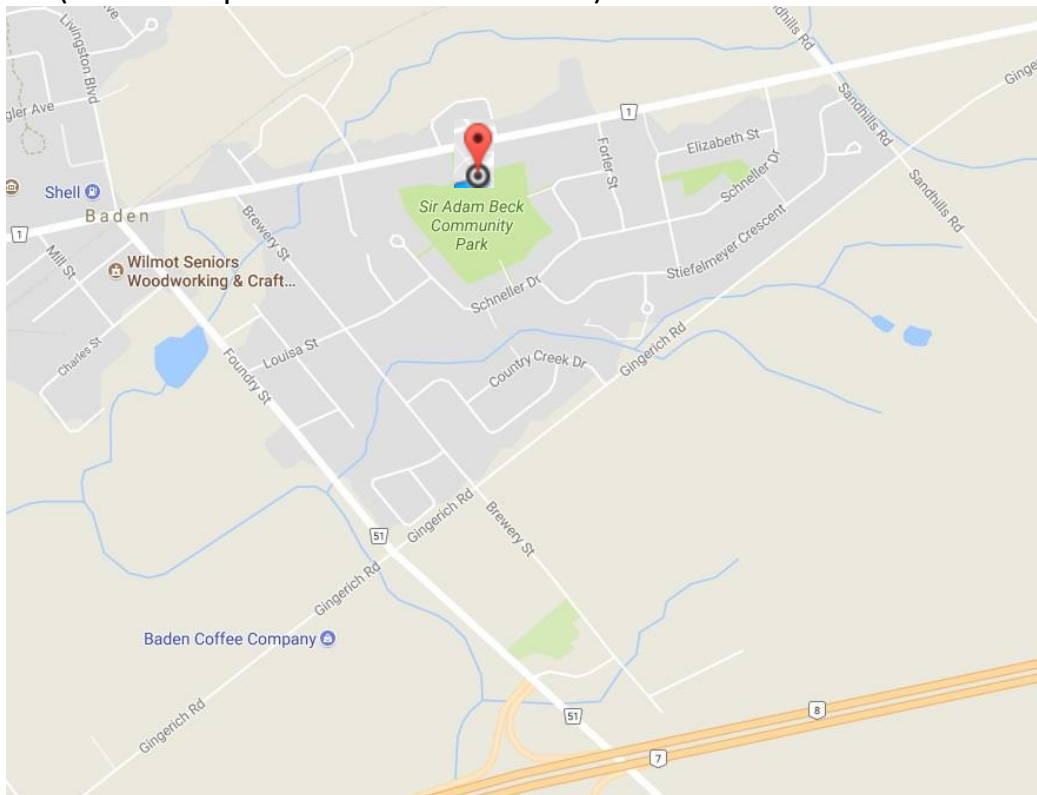 Livingston Blvd
Ave
gler Ave
Shell
Baden
1
Mill St
Wilmot Seniors
Woodworking & Craft...
Charles St
Brewery St
Louisa St
Foundry St
Sir Adam Beck
Community
Park
Schneller Dr
Country Creek Dr
1
Forler St
Elizabeth St
Schneller Dr
Stiefelmeyer Crescent
Sandhills Rd
Sandhills Rd
Sandhills Rd
Ginge
Gingerich Rd
Gingerich Rd
Brewery St
51
Gingerich Rd
Baden Coffee Company
Gingerich Rd
51
8
7